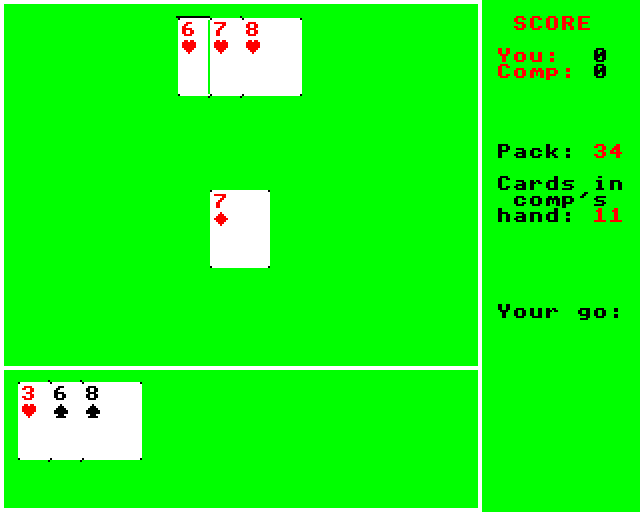 6 7 8
SCORE
You: 0
Comp: 0
Pack: 34
Cards in
comp's
hand: 11
7
Your go:
3 6 8